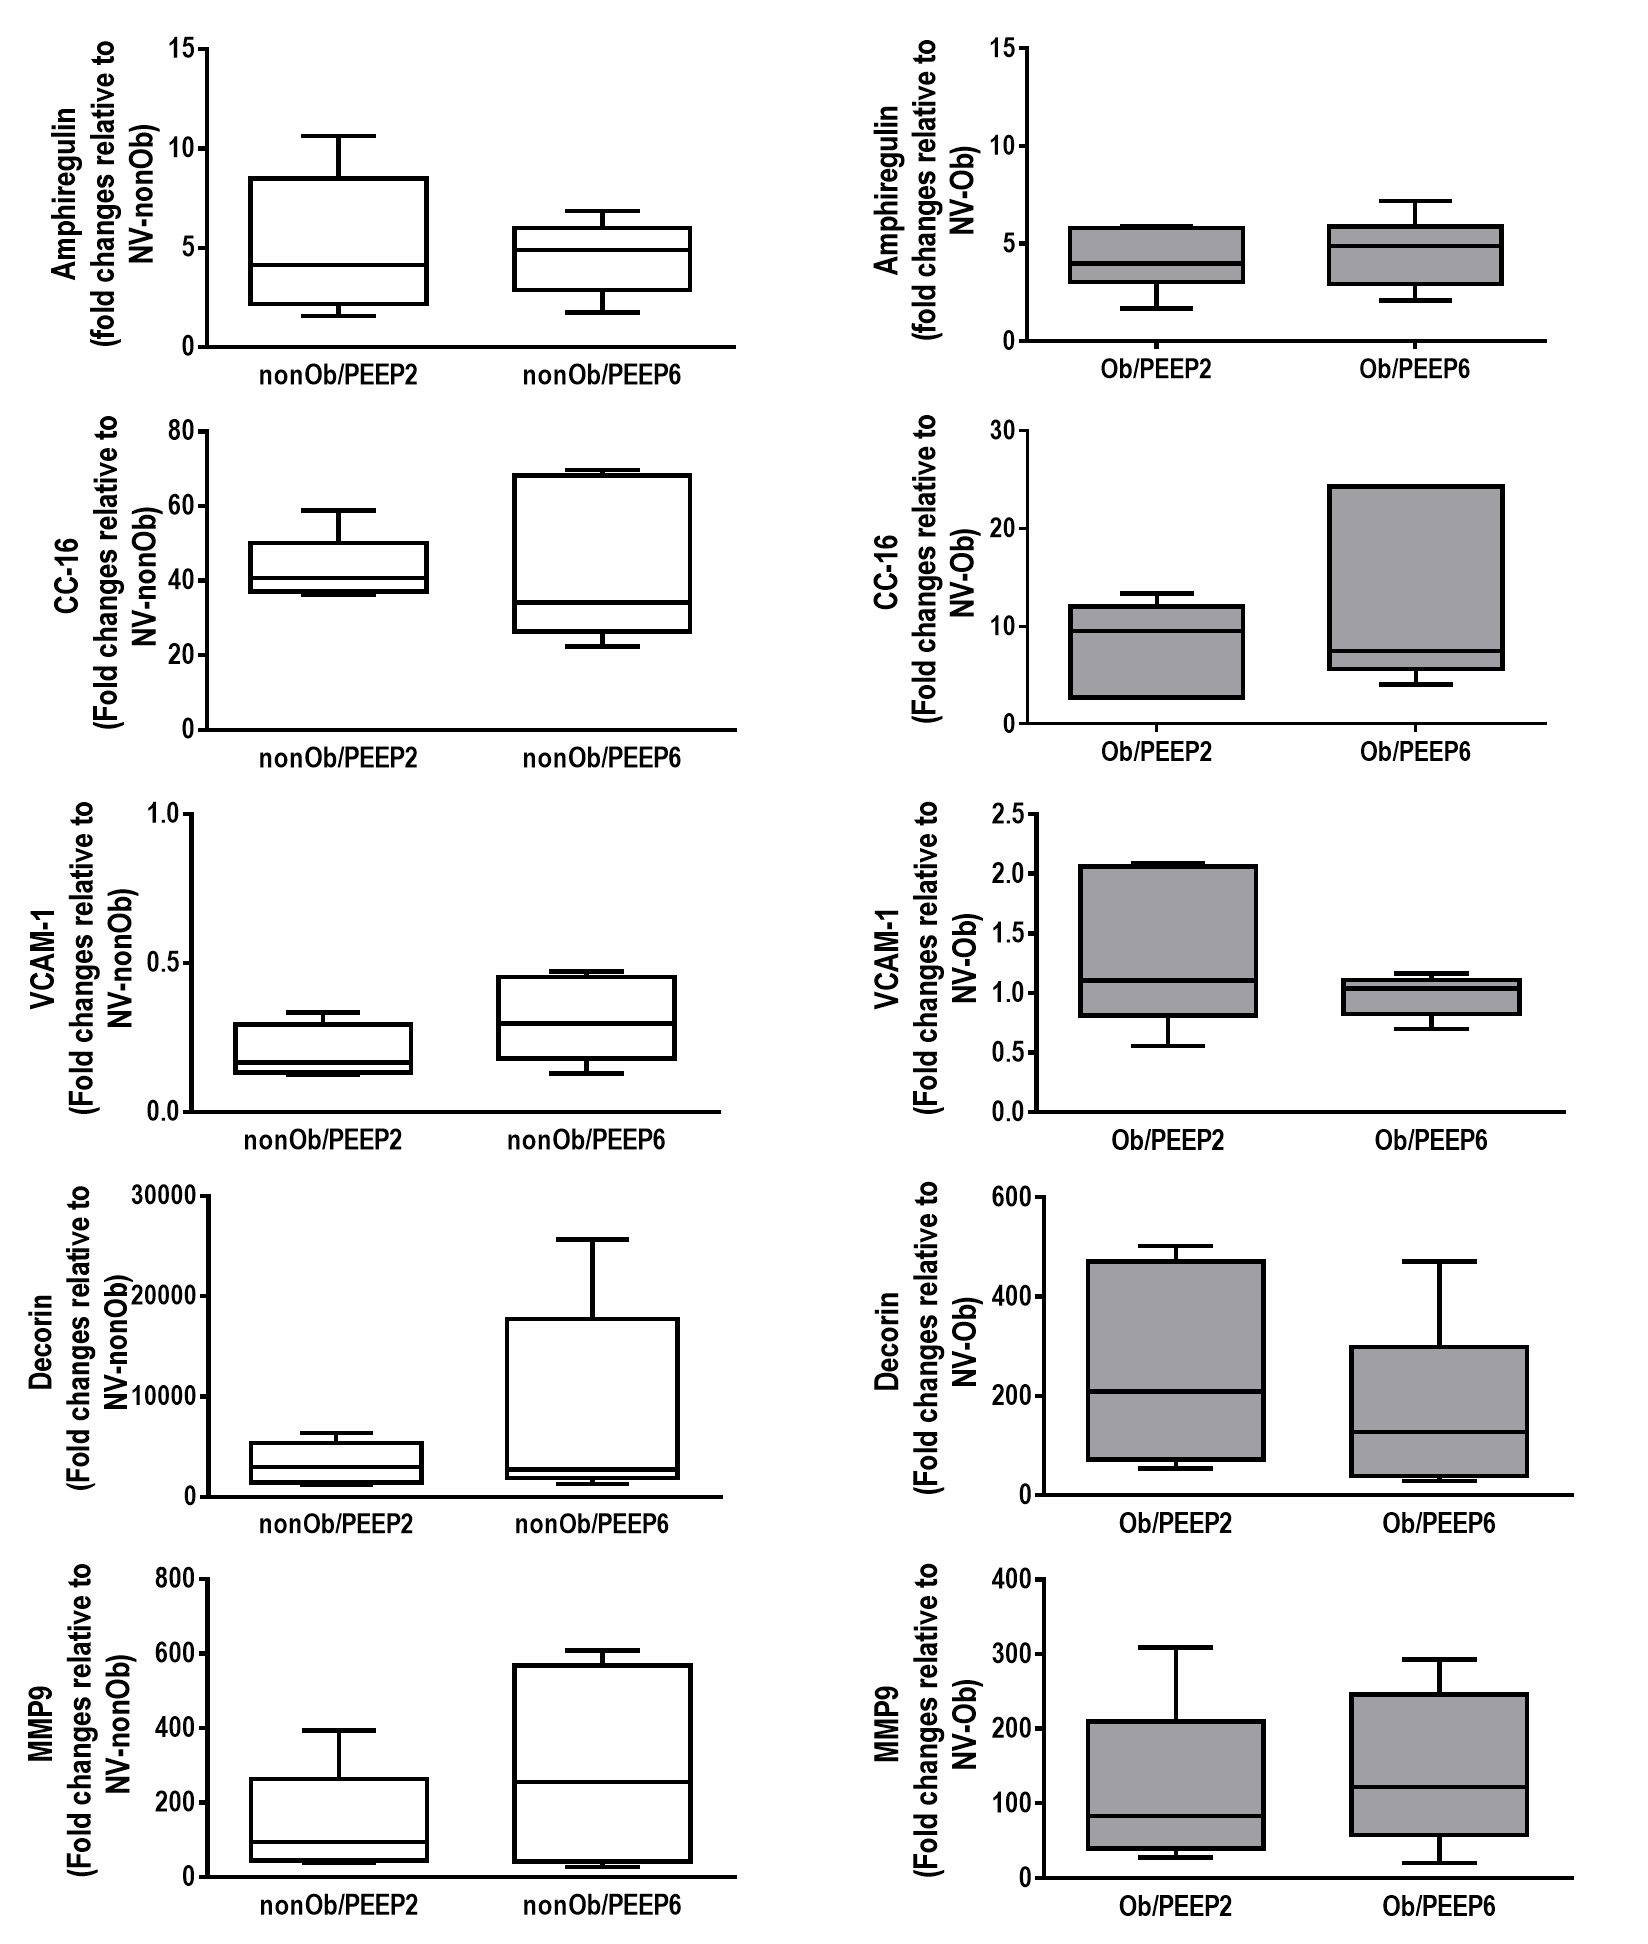 Amphiregulin
(fold changes relative to
NV-nonOb)
15
10
5
0
nonOb/PEEP2
nonOb/PEEP6
Amphiregulin
(fold changes relative to
NV-Ob)
15
10
5
0
Ob/PEEP2
Ob/PEEP6
CC-16
(Fold changes relative to
NV-nonOb)
80
60
40
20
0
nonOb/PEEP2
nonOb/PEEP6
CC-16
(Fold changes relative to
NV-Ob)
30
20
10
0
Ob/PEEP2
Ob/PEEP6
VCAM-1
(Fold changes relative to
NV-nonOb)
1.0
0.5
0.0
nonOb/PEEP2
nonOb/PEEP6
VCAM-1
(Fold changes relative to
NV-Ob)
2.5
2.0
1.5
1.0
0.5
0.0
Ob/PEEP2
Ob/PEEP6
Decorin
(Fold changes relative to
NV-nonOb)
30000
20000
10000
0
nonOb/PEEP2
nonOb/PEEP6
Decorin
(Fold changes relative to
NV-Ob)
600
400
200
0
Ob/PEEP2
Ob/PEEP6
MMP9
(Fold changes relative to
NV-nonOb)
800
600
400
200
0
nonOb/PEEP2
nonOb/PEEP6
MMP9
(Fold changes relative to
NV-Ob)
400
300
200
100
0
Ob/PEEP2
Ob/PEEP6